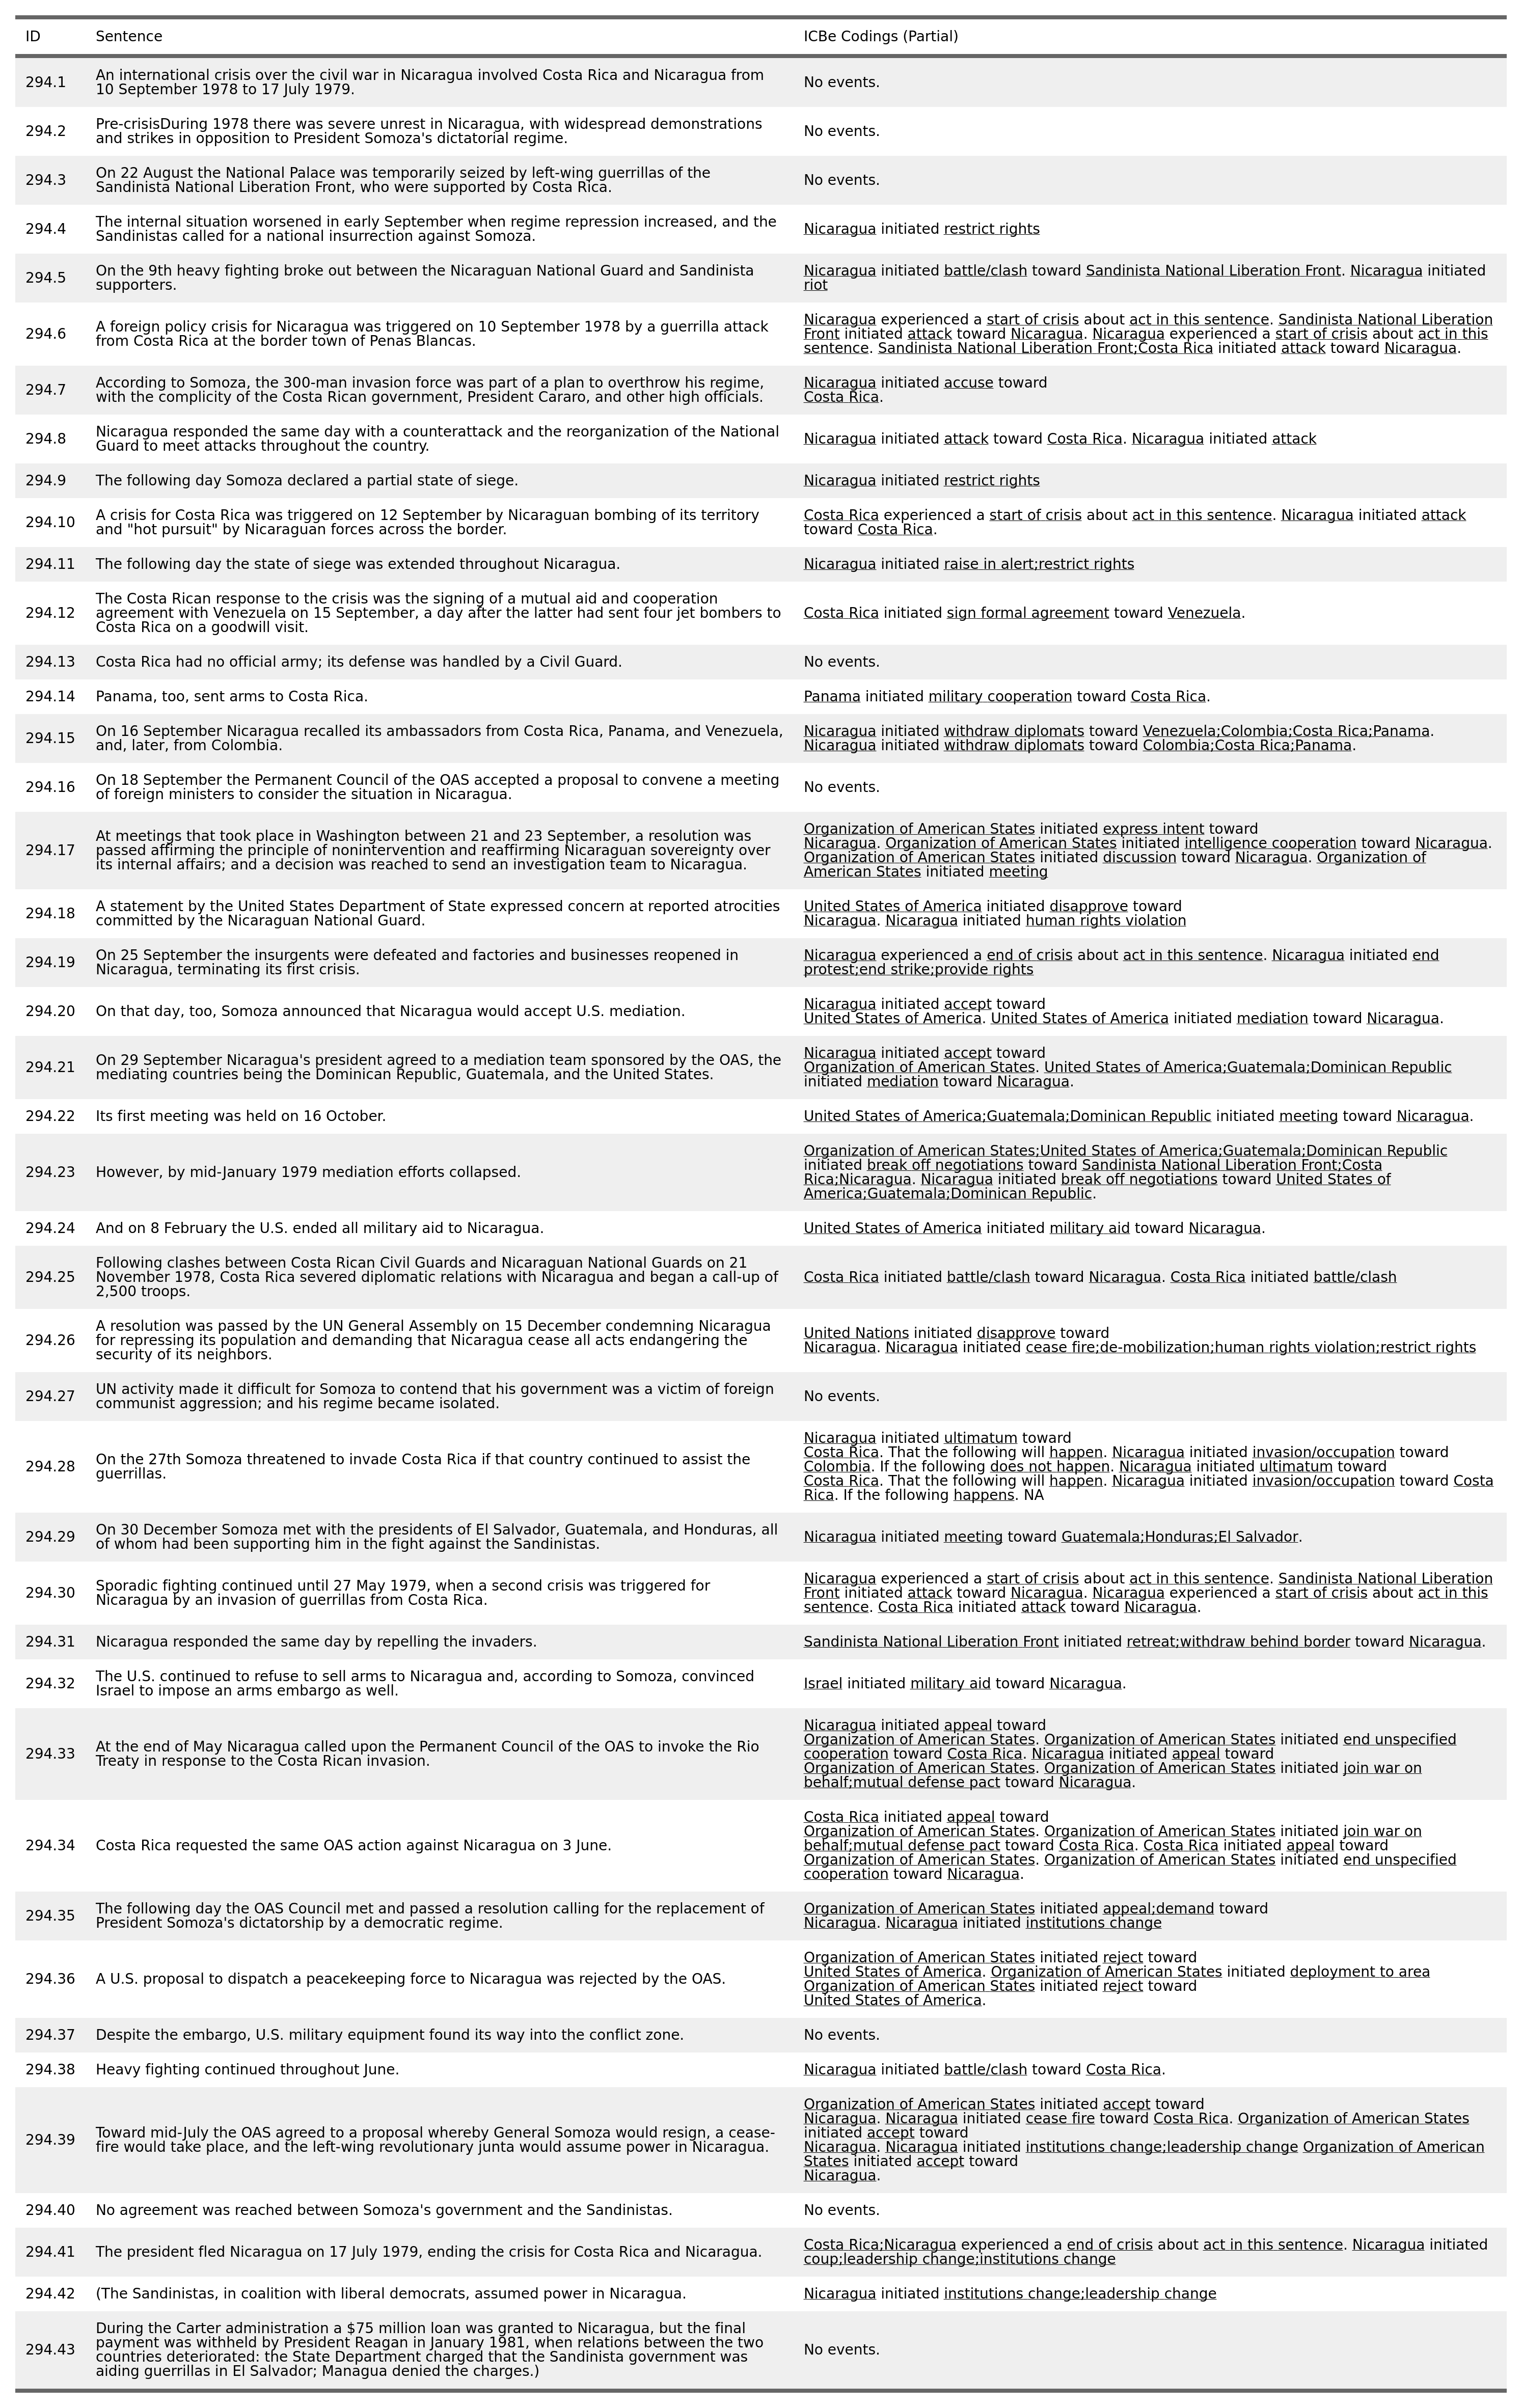 ID Sentence ICBe Codings (Partial)
294.1 An international crisis over the civil war in Nicaragua involved Costa Rica and Nicaragua from
10 September 1978 to 17 July 1979.
No events.
294.2 Pre-crisisDuring 1978 there was severe unrest in Nicaragua, with widespread demonstrations
and strikes in opposition to President Somoza's dictatorial regime.
No events.
294.3 On 22 August the National Palace was temporarily seized by left-wing guerrillas of the
Sandinista National Liberation Front, who were supported by Costa Rica.
No events.
294.4 The internal situation worsened in early September when regime repression increased, and the
Sandinistas called for a national insurrection against Somoza.
Nicaragua initiated restrict rights
294.5 On the 9th heavy fighting broke out between the Nicaraguan National Guard and Sandinista
supporters.
Nicaragua initiated battle/clash toward Sandinista National Liberation Front. Nicaragua initiated
riot
294.6 A foreign policy crisis for Nicaragua was triggered on 10 September 1978 by a guerrilla attack
from Costa Rica at the border town of Penas Blancas.
Nicaragua experienced a start of crisis about act in this sentence. Sandinista National Liberation
Front initiated attack toward Nicaragua. Nicaragua experienced a start of crisis about act in this
sentence. Sandinista National Liberation Front;Costa Rica initiated attack toward Nicaragua.
294.7 According to Somoza, the 300-man invasion force was part of a plan to overthrow his regime,
with the complicity of the Costa Rican government, President Cararo, and other high officials.
Nicaragua initiated accuse toward
Costa Rica.
294.8 Nicaragua responded the same day with a counterattack and the reorganization of the National
Guard to meet attacks throughout the country.
Nicaragua initiated attack toward Costa Rica. Nicaragua initiated attack
294.9 The following day Somoza declared a partial state of siege.
Nicaragua initiated restrict rights
294.10 A crisis for Costa Rica was triggered on 12 September by Nicaraguan bombing of its territory
and "hot pursuit" by Nicaraguan forces across the border.
Costa Rica experienced a start of crisis about act in this sentence. Nicaragua initiated attack
toward Costa Rica.
294.11 The following day the state of siege was extended throughout Nicaragua.
Nicaragua initiated raise in alert;restrict rights
294.12 The Costa Rican response to the crisis was the signing of a mutual aid and cooperation
agreement with Venezuela on 15 September, a day after the latter had sent four jet bombers to
Costa Rica on a goodwill visit.
Costa Rica initiated sign formal agreement toward Venezuela.
294.13 Costa Rica had no official army; its defense was handled by a Civil Guard.
No events.
294.14 Panama, too, sent arms to Costa Rica.
Panama initiated military cooperation toward Costa Rica.
294.15 On 16 September Nicaragua recalled its ambassadors from Costa Rica, Panama, and Venezuela,
and, later, from Colombia.
Nicaragua initiated withdraw diplomats toward Venezuela;Colombia;Costa Rica;Panama.
Nicaragua initiated withdraw diplomats toward Colombia;Costa Rica;Panama.
294.16 On 18 September the Permanent Council of the OAS accepted a proposal to convene a meeting
of foreign ministers to consider the situation in Nicaragua.
No events.
294.17 At meetings that took place in Washington between 21 and 23 September, a resolution was
passed affirming the principle of nonintervention and reaffirming Nicaraguan sovereignty over
its internal affairs; and a decision was reached to send an investigation team to Nicaragua.
Organization of American States initiated express intent toward
Nicaragua. Organization of American States initiated intelligence cooperation toward Nicaragua.
Organization of American States initiated discussion toward Nicaragua. Organization of
American States initiated meeting
294.18 A statement by the United States Department of State expressed concern at reported atrocities
committed by the Nicaraguan National Guard.
United States of America initiated disapprove toward
Nicaragua. Nicaragua initiated human rights violation
294.19 On 25 September the insurgents were defeated and factories and businesses reopened in
Nicaragua, terminating its first crisis.
Nicaragua experienced a end of crisis about act in this sentence. Nicaragua initiated end
protest;end strike;provide rights
294.20 On that day, too, Somoza announced that Nicaragua would accept U.S. mediation.
Nicaragua initiated accept toward
United States of America. United States of America initiated mediation toward Nicaragua.
294.21 On 29 September Nicaragua's president agreed to a mediation team sponsored by the OAS, the
mediating countries being the Dominican Republic, Guatemala, and the United States.
Nicaragua initiated accept toward
Organization of American States. United States of America;Guatemala;Dominican Republic
initiated mediation toward Nicaragua.
294.22 Its first meeting was held on 16 October.
United States of America;Guatemala;Dominican Republic initiated meeting toward Nicaragua.
294.23 However, by mid-January 1979 mediation efforts collapsed.
Organization of American States;United States of America;Guatemala;Dominican Republic
initiated break off negotiations toward Sandinista National Liberation Front;Costa
Rica;Nicaragua. Nicaragua initiated break off negotiations toward United States of
America;Guatemala;Dominican Republic.
294.24 And on 8 February the U.S. ended all military aid to Nicaragua.
United States of America initiated military aid toward Nicaragua.
294.25 Following clashes between Costa Rican Civil Guards and Nicaraguan National Guards on 21
November 1978, Costa Rica severed diplomatic relations with Nicaragua and began a call-up of
2,500 troops.
Costa Rica initiated battle/clash toward Nicaragua. Costa Rica initiated battle/clash
294.26 A resolution was passed by the UN General Assembly on 15 December condemning Nicaragua
for repressing its population and demanding that Nicaragua cease all acts endangering the
security of its neighbors.
United Nations initiated disapprove toward
Nicaragua. Nicaragua initiated cease fire;de-mobilization;human rights violation;restrict rights
294.27 UN activity made it difficult for Somoza to contend that his government was a victim of foreign
communist aggression; and his regime became isolated.
No events.
294.28 On the 27th Somoza threatened to invade Costa Rica if that country continued to assist the
guerrillas.
Nicaragua initiated ultimatum toward
Costa Rica. That the following will happen. Nicaragua initiated invasion/occupation toward
Colombia. If the following does not happen. Nicaragua initiated ultimatum toward
Costa Rica. That the following will happen. Nicaragua initiated invasion/occupation toward Costa
Rica. If the following happens. NA
294.29 On 30 December Somoza met with the presidents of El Salvador, Guatemala, and Honduras, all
of whom had been supporting him in the fight against the Sandinistas.
Nicaragua initiated meeting toward Guatemala;Honduras;El Salvador.
294.30 Sporadic fighting continued until 27 May 1979, when a second crisis was triggered for
Nicaragua by an invasion of guerrillas from Costa Rica.
Nicaragua experienced a start of crisis about act in this sentence. Sandinista National Liberation
Front initiated attack toward Nicaragua. Nicaragua experienced a start of crisis about act in this
sentence. Costa Rica initiated attack toward Nicaragua.
294.31 Nicaragua responded the same day by repelling the invaders.
Sandinista National Liberation Front initiated retreat;withdraw behind border toward Nicaragua.
294.32 The U.S. continued to refuse to sell arms to Nicaragua and, according to Somoza, convinced
Israel to impose an arms embargo as well.
Israel initiated military aid toward Nicaragua.
294.33 At the end of May Nicaragua called upon the Permanent Council of the OAS to invoke the Rio
Treaty in response to the Costa Rican invasion.
Nicaragua initiated appeal toward
Organization of American States. Organization of American States initiated end unspecified
cooperation toward Costa Rica. Nicaragua initiated appeal toward
Organization of American States. Organization of American States initiated join war on
behalf;mutual defense pact toward Nicaragua.
294.34 Costa Rica requested the same OAS action against Nicaragua on 3 June.
Costa Rica initiated appeal toward
Organization of American States. Organization of American States initiated join war on
behalf;mutual defense pact toward Costa Rica. Costa Rica initiated appeal toward
Organization of American States. Organization of American States initiated end unspecified
cooperation toward Nicaragua.
294.35 The following day the OAS Council met and passed a resolution calling for the replacement of
President Somoza's dictatorship by a democratic regime.
Organization of American States initiated appeal;demand toward
Nicaragua. Nicaragua initiated institutions change
294.36 A U.S. proposal to dispatch a peacekeeping force to Nicaragua was rejected by the OAS.
Organization of American States initiated reject toward
United States of America. Organization of American States initiated deployment to area
Organization of American States initiated reject toward
United States of America.
294.37 Despite the embargo, U.S. military equipment found its way into the conflict zone.
No events.
294.38 Heavy fighting continued throughout June.
Nicaragua initiated battle/clash toward Costa Rica.
294.39 Toward mid-July the OAS agreed to a proposal whereby General Somoza would resign, a cease-
fire would take place, and the left-wing revolutionary junta would assume power in Nicaragua.
Organization of American States initiated accept toward
Nicaragua. Nicaragua initiated cease fire toward Costa Rica. Organization of American States
initiated accept toward
Nicaragua. Nicaragua initiated institutions change;leadership change Organization of American
States initiated accept toward
Nicaragua.
294.40 No agreement was reached between Somoza's government and the Sandinistas.
No events.
294.41 The president fled Nicaragua on 17 July 1979, ending the crisis for Costa Rica and Nicaragua.
Costa Rica;Nicaragua experienced a end of crisis about act in this sentence. Nicaragua initiated
coup;leadership change;institutions change
294.42 (The Sandinistas, in coalition with liberal democrats, assumed power in Nicaragua.
Nicaragua initiated institutions change;leadership change
294.43 During the Carter administration a $75 million loan was granted to Nicaragua, but the final
payment was withheld by President Reagan in January 1981, when relations between the two
countries deteriorated: the State Department charged that the Sandinista government was
aiding guerrillas in El Salvador; Managua denied the charges.)
No events.